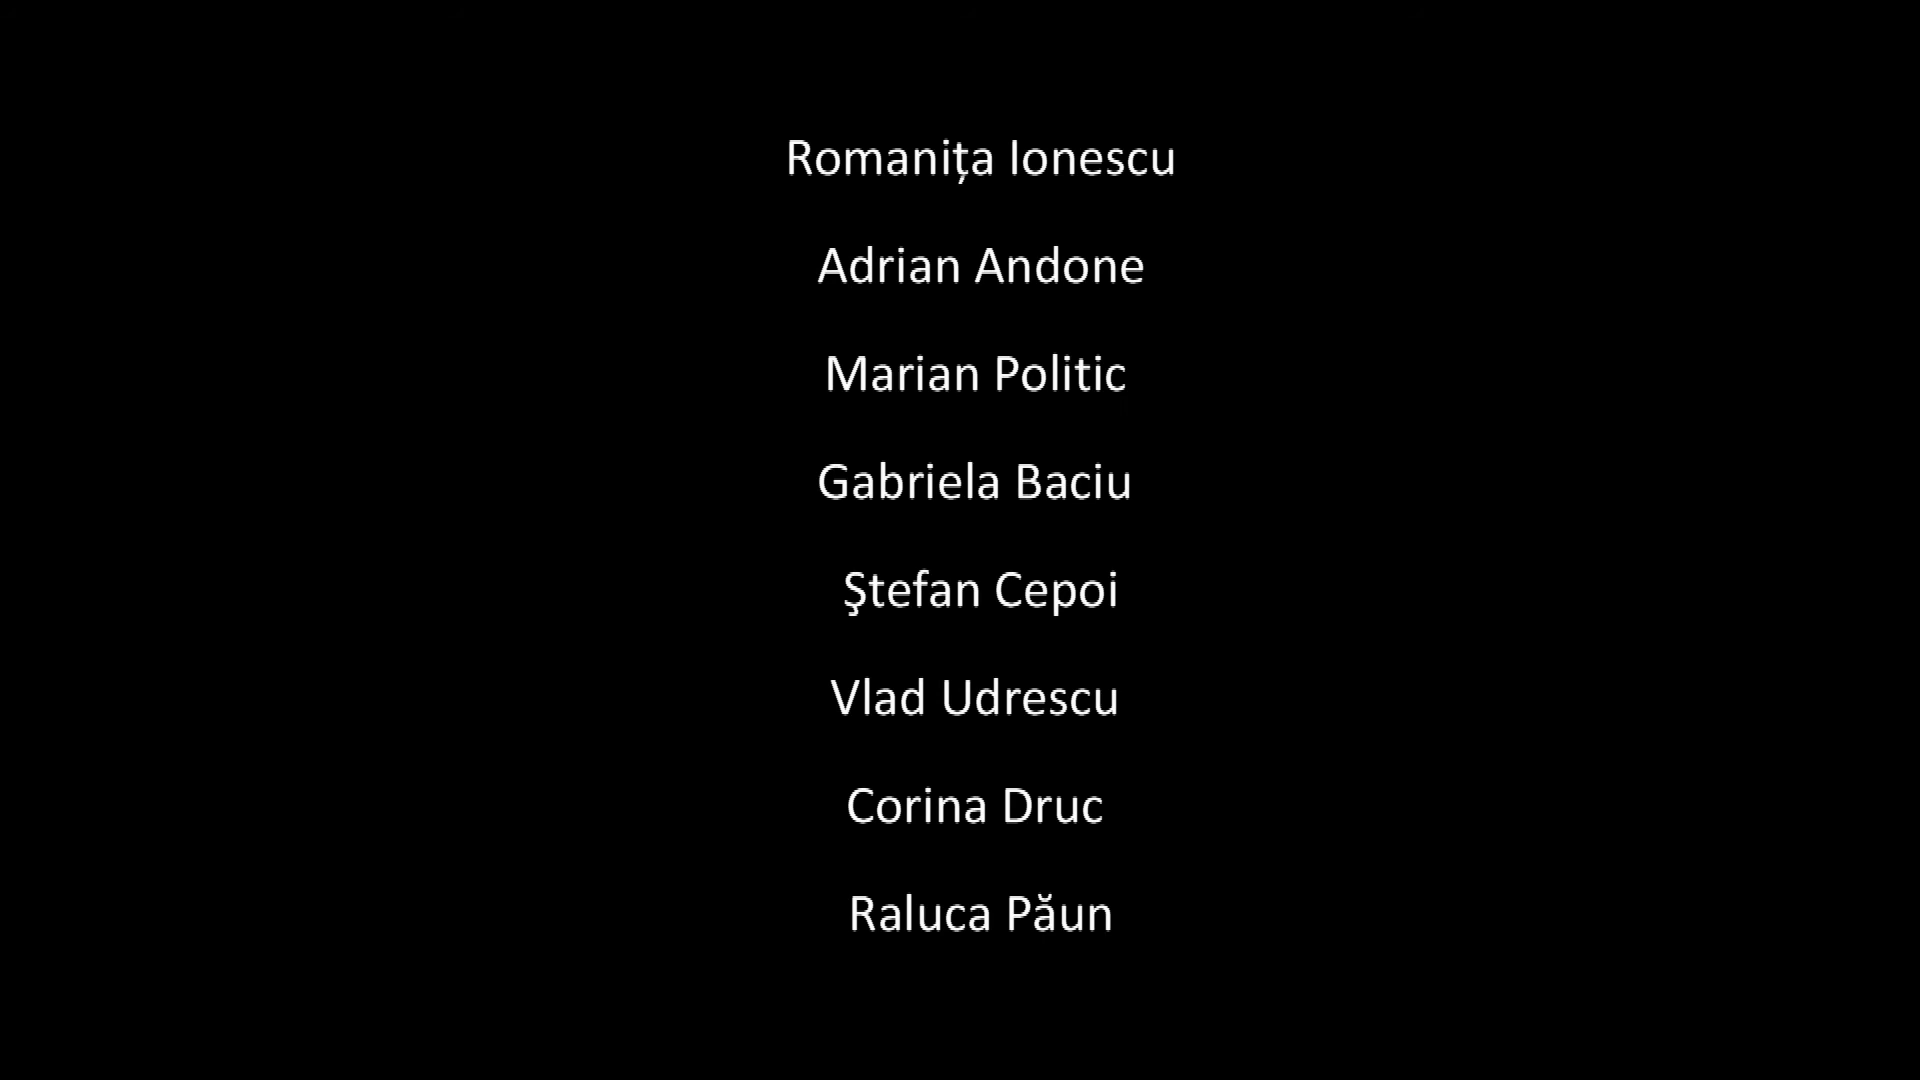 Romanița Ionescu
Adrian Andone
Marian Politic
Gabriela Baciu
Ştefan Cepoi
Vlad Udrescu
Corina Druc
Raluca Păun